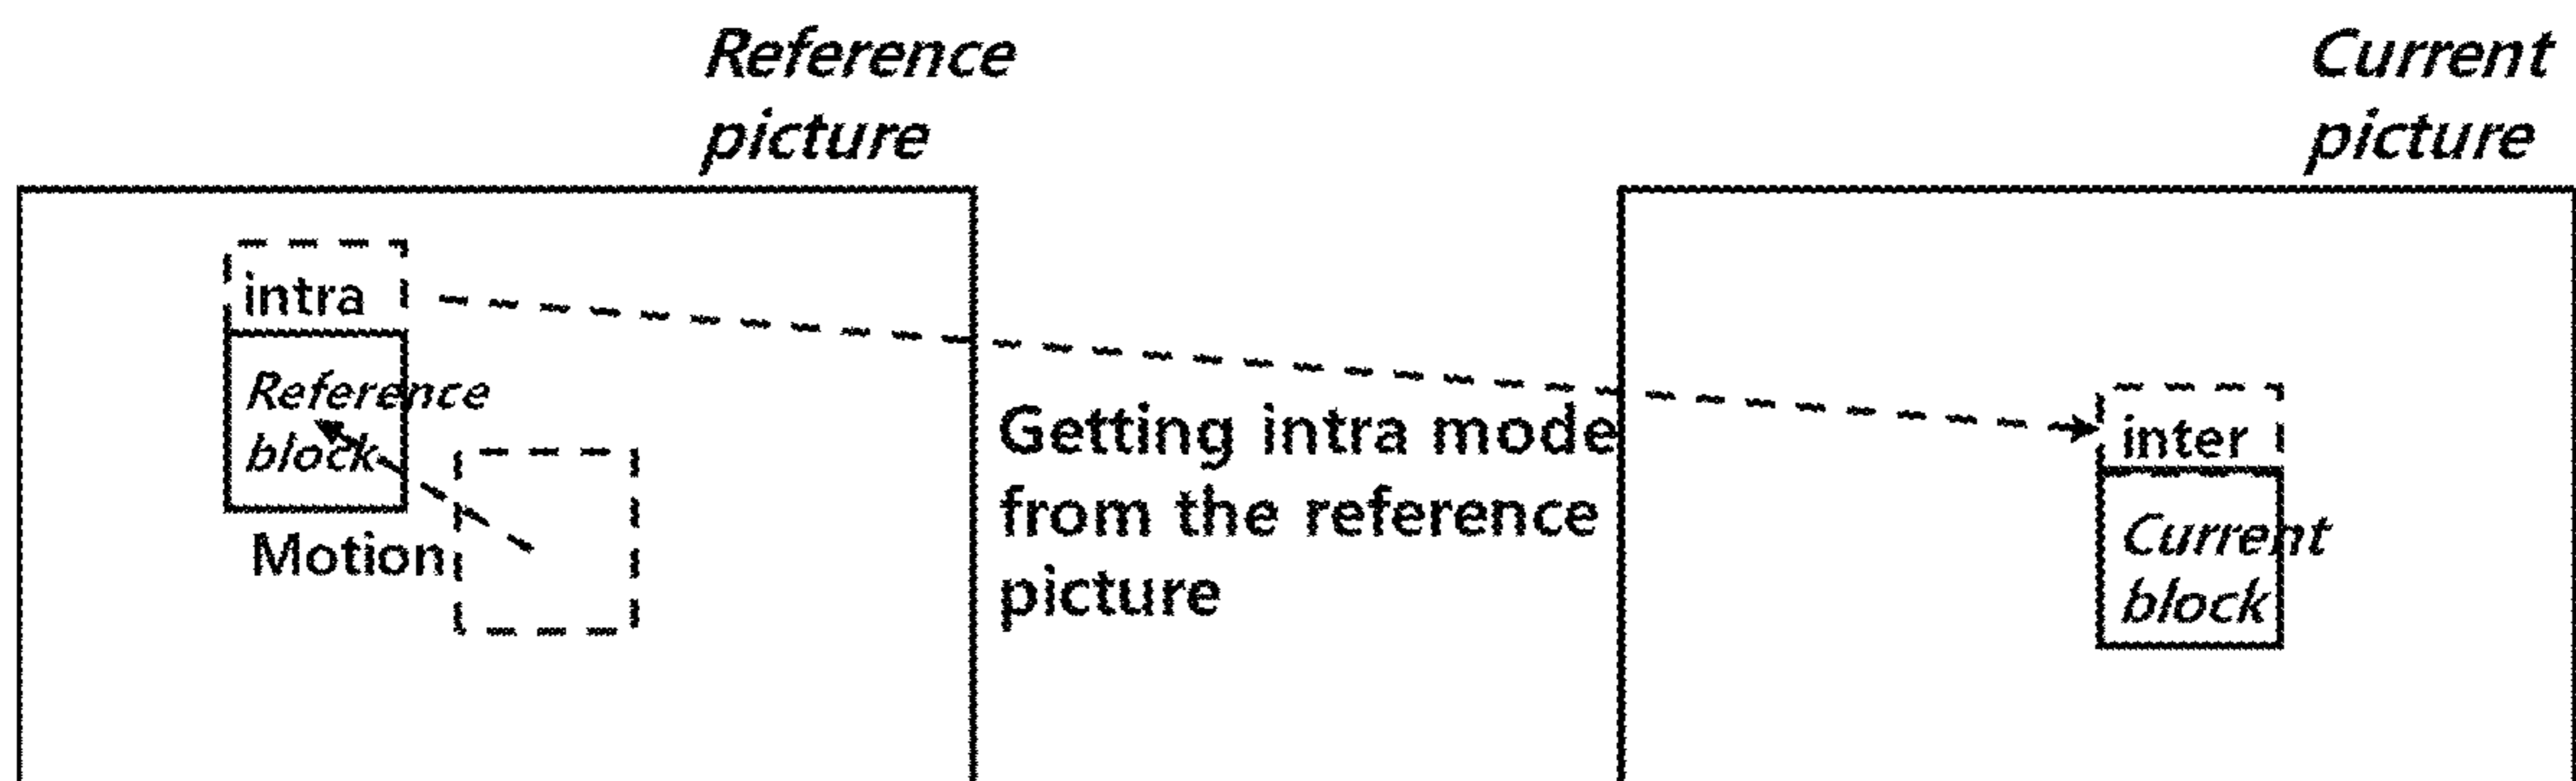 Reference
picture
Current
picture
intra
Reference
block
Motion
Getting intra mode
from the reference
picture
inter
Current
block